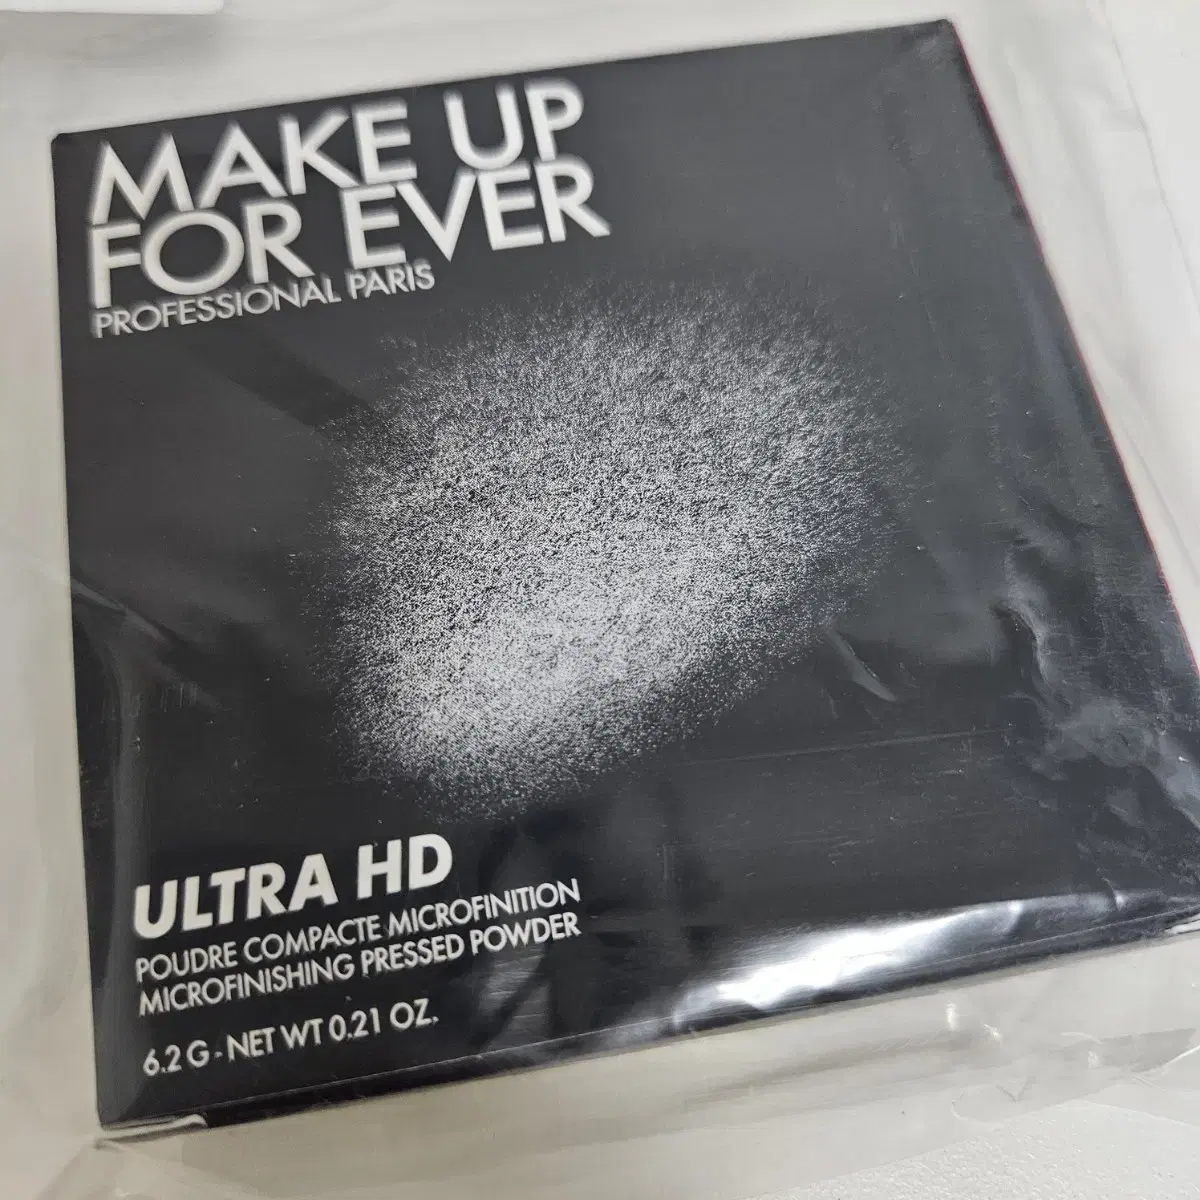 MAKE UP
FOR EVER
PROFESSIONAL PARIS
ULTRA HD
POUDRE COMPACTE MICROFINITION
MICROFINISHING PRESSED POWDER
6.2 G - NET WT 0.21 OZ.